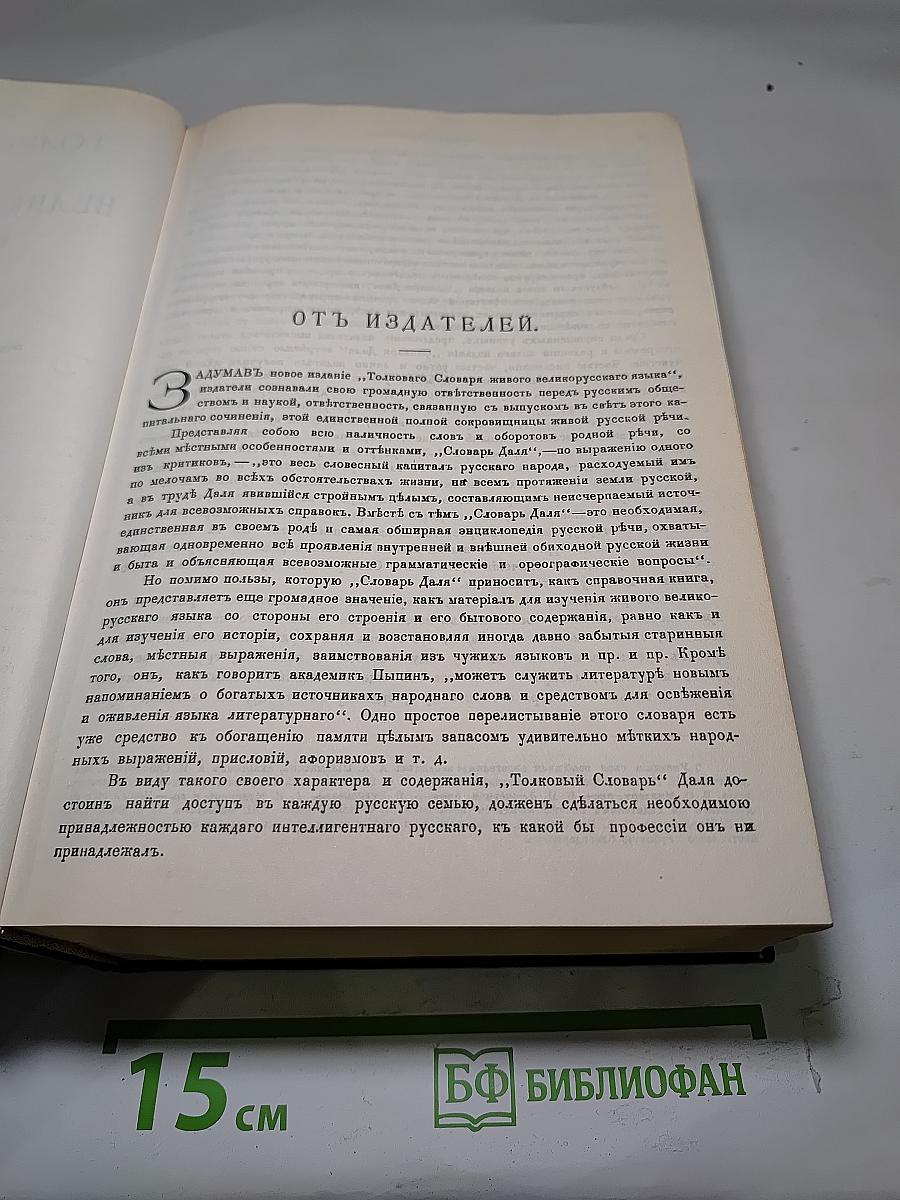 ОТЪ ИЗДАТЕЛЕЙ.
ЗАДУМАВЪ новое изданіе „Толковаго Словаря живого великорусскаго языка“,
издатели сознавали свою громадную отвѣтственность передъ русскимъ обще-
ствомъ и наукой, отвѣтственность, связанную съ выпускомъ въ свѣтъ этого ка-
питальнаго сочиненія, этой единственной полной сокровищницы живой русской рѣчи.
Представляя собою всю наличность словъ и оборотовъ родной рѣчи, со
всѣми мѣстными особенностями и оттѣнками, „Словарь Даля“,—по выраженію одного
изъ критиковъ,—„это весь словесный капиталъ русскаго народа, расходуемый имъ
по мелочамъ во всѣхъ обстоятельствахъ жизни, на всемъ протяженіи земли русской,
а въ трудѣ Даля явившійся стройнымъ цѣлымъ, составляющимъ неисчерпаемый источ-
никъ для всевозможныхъ справокъ. Вмѣстѣ съ тѣмъ „Словарь Даля“—это необходимая,
единственная въ своемъ родѣ и самая обширная энциклопедія русской рѣчи, охваты-
вающая одновременно всѣ проявленія внутренней и внѣшней обиходной русской жизни
и быта и объясняющая всевозможные грамматическіе и орѳографическіе вопросы“.
Но помимо пользы, которую „Словарь Даля“ приноситъ, какъ справочная книга,
онъ представляетъ еще громадное значеніе, какъ матеріалъ для изученія живого велико-
русскаго языка со стороны его строенія и его бытового содержанія, равно какъ и
для изученія его исторіи, сохраняя и возстановляя иногда давно забытыя старинныя
слова, мѣстныя выраженія, заимствованія изъ чужихъ языковъ и пр. и пр. Кромѣ
того, онъ, какъ говоритъ академикъ Пыпинъ, „можетъ служить литературѣ новымъ
напоминаніемъ о богатыхъ источникахъ народнаго слова и средствомъ для освѣженія
и оживленія языка литературнаго“. Одно простое перелистываніе этого словаря есть
уже средство къ обогащенію памяти цѣлымъ запасомъ удивительно мѣткихъ народ-
ныхъ выраженій, присловій, афоризмовъ и т. д.
Въ виду такого своего характера и содержанія, „Толковый Словарь“ Даля до-
стоинъ найти доступъ въ каждую русскую семью, долженъ сдѣлаться необходимою
принадлежностью каждаго интеллигентнаго русскаго, къ какой бы профессіи онъ ни
принадлежалъ.
15 см
БФ БИБЛИОФАН